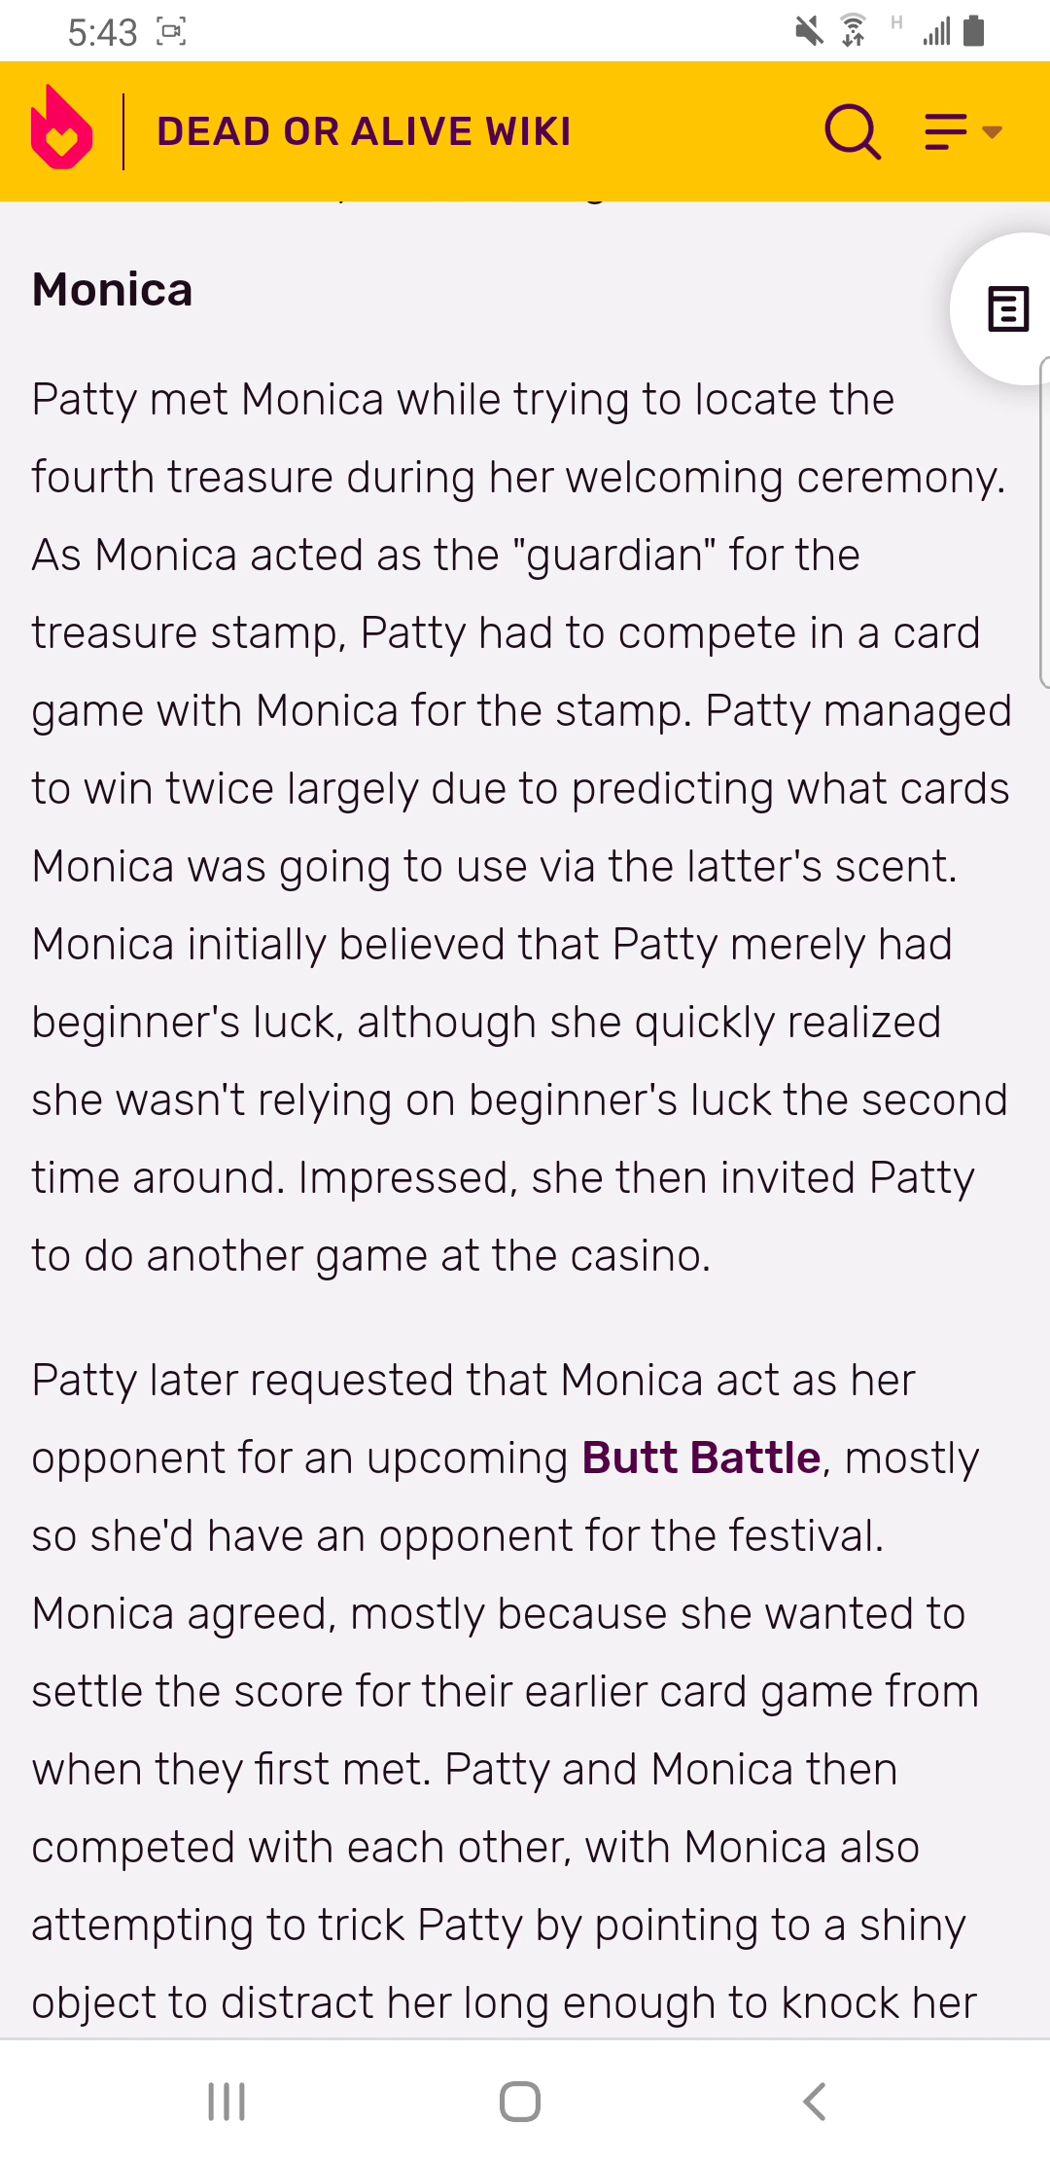 5:43
H
DEAD OR ALIVE WIKI
Monica
Patty met Monica while trying to locate the
fourth treasure during her welcoming ceremony.
As Monica acted as the "guardian" for the
treasure stamp, Patty had to compete in a card
game with Monica for the stamp. Patty managed
to win twice largely due to predicting what cards
Monica was going to use via the latter's scent.
Monica initially believed that Patty merely had
beginner's luck, although she quickly realized
she wasn't relying on beginner's luck the second
time around. Impressed, she then invited Patty
to do another game at the casino.
Patty later requested that Monica act as her
opponent for an upcoming Butt Battle, mostly
so she'd have an opponent for the festival.
Monica agreed, mostly because she wanted to
settle the score for their earlier card game from
when they first met. Patty and Monica then
competed with each other, with Monica also
attempting to trick Patty by pointing to a shiny
object to distract her long enough to knock her